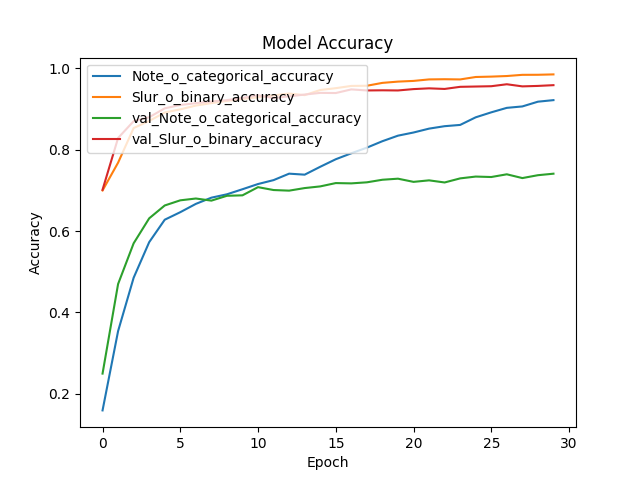 Model Accuracy
Note_o_categorical_accuracy
Slur_o_binary_accuracy
val_Note_o_categorical_accuracy
val_Slur_o_binary_accuracy
1.0
0.8
0.6
0.4
0.2
Accuracy
0 5 10 15 20 25 30
Epoch